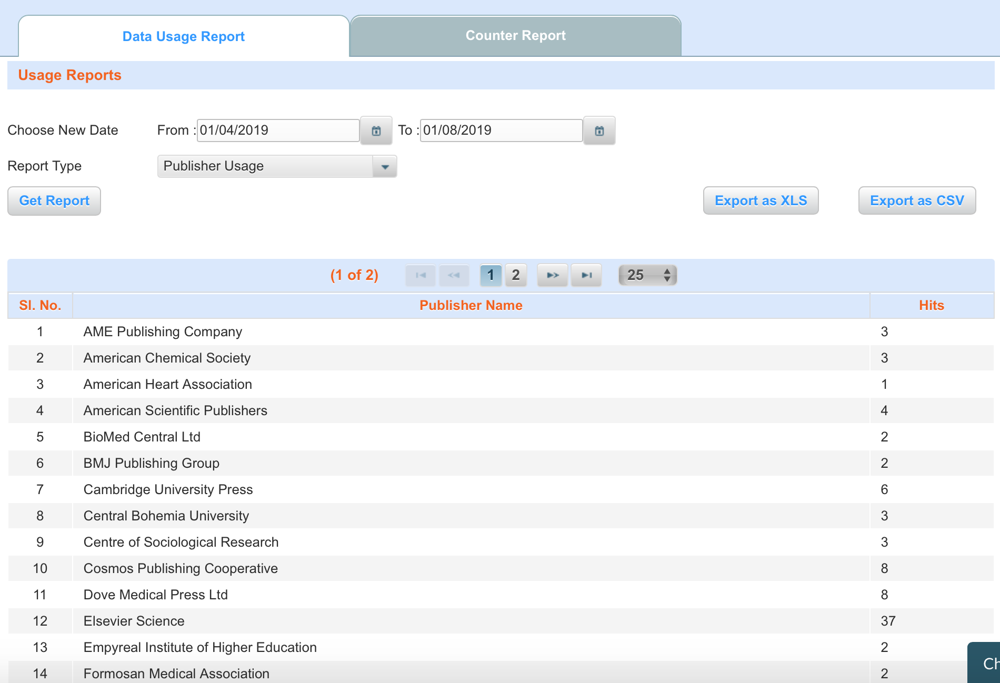 Data Usage Report Counter Report
Usage Reports
Choose New Date From : 01/04/2019 To : 01/08/2019
Report Type Publisher Usage
Get Report Export as XLS Export as CSV
(1 of 2) 1 2 25
Sl. No. Publisher Name Hits
1 AME Publishing Company 3
2 American Chemical Society 3
3 American Heart Association 1
4 American Scientific Publishers 4
5 BioMed Central Ltd 2
6 BMJ Publishing Group 2
7 Cambridge University Press 6
8 Central Bohemia University 3
9 Centre of Sociological Research 3
10 Cosmos Publishing Cooperative 8
11 Dove Medical Press Ltd 8
12 Elsevier Science 37
13 Empyreal Institute of Higher Education 2
14 Formosan Medical Association 2